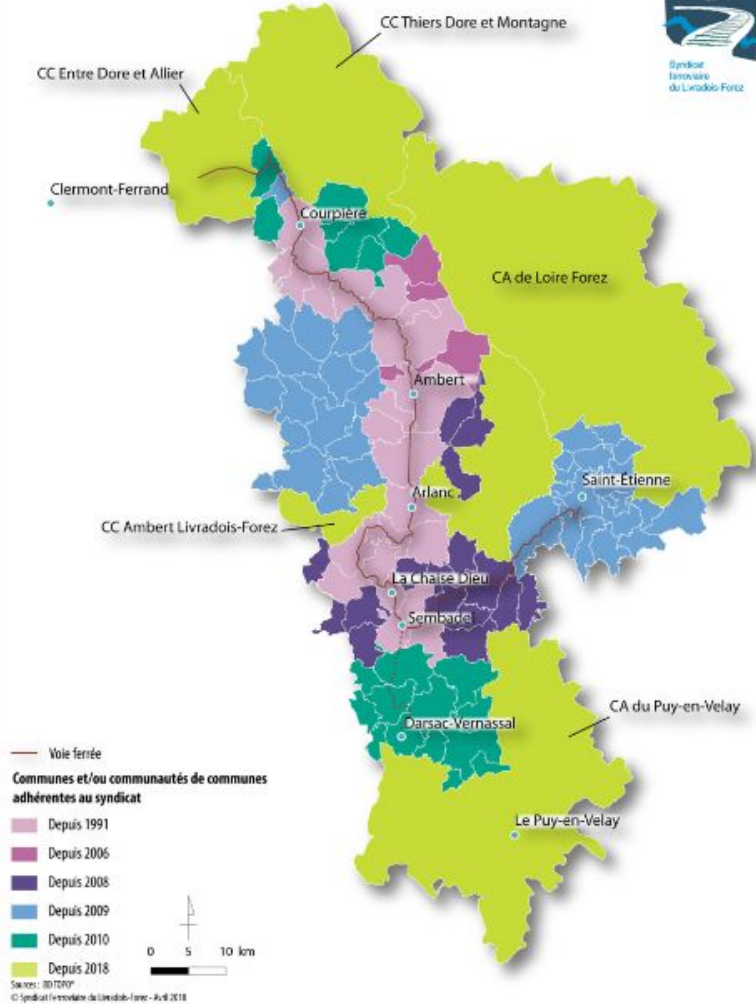 CC Thiers Dore et Montagne
Syndicat
ferroviaire
du Livradois-Forez
CC Entre Dore et Allier
Clermont-Ferrand
Courpière
CA de Loire Forez
Ambert
Saint-Étienne
Arlanc
CC Ambert Livradois-Forez
La Chaise Dieu
Sembadel
CA du Puy-en-Velay
Darsac-Vernassal
Le Puy-en-Velay
Voie ferrée
Communes et/ou communautés de communes
adhérentes au syndicat
Depuis 1991
Depuis 2006
Depuis 2008
Depuis 2009
Depuis 2010
Depuis 2018
0 5 10 km
Sources : BD TOPO®
© Syndicat Ferroviaire du Livradois-Forez - Avril 2018